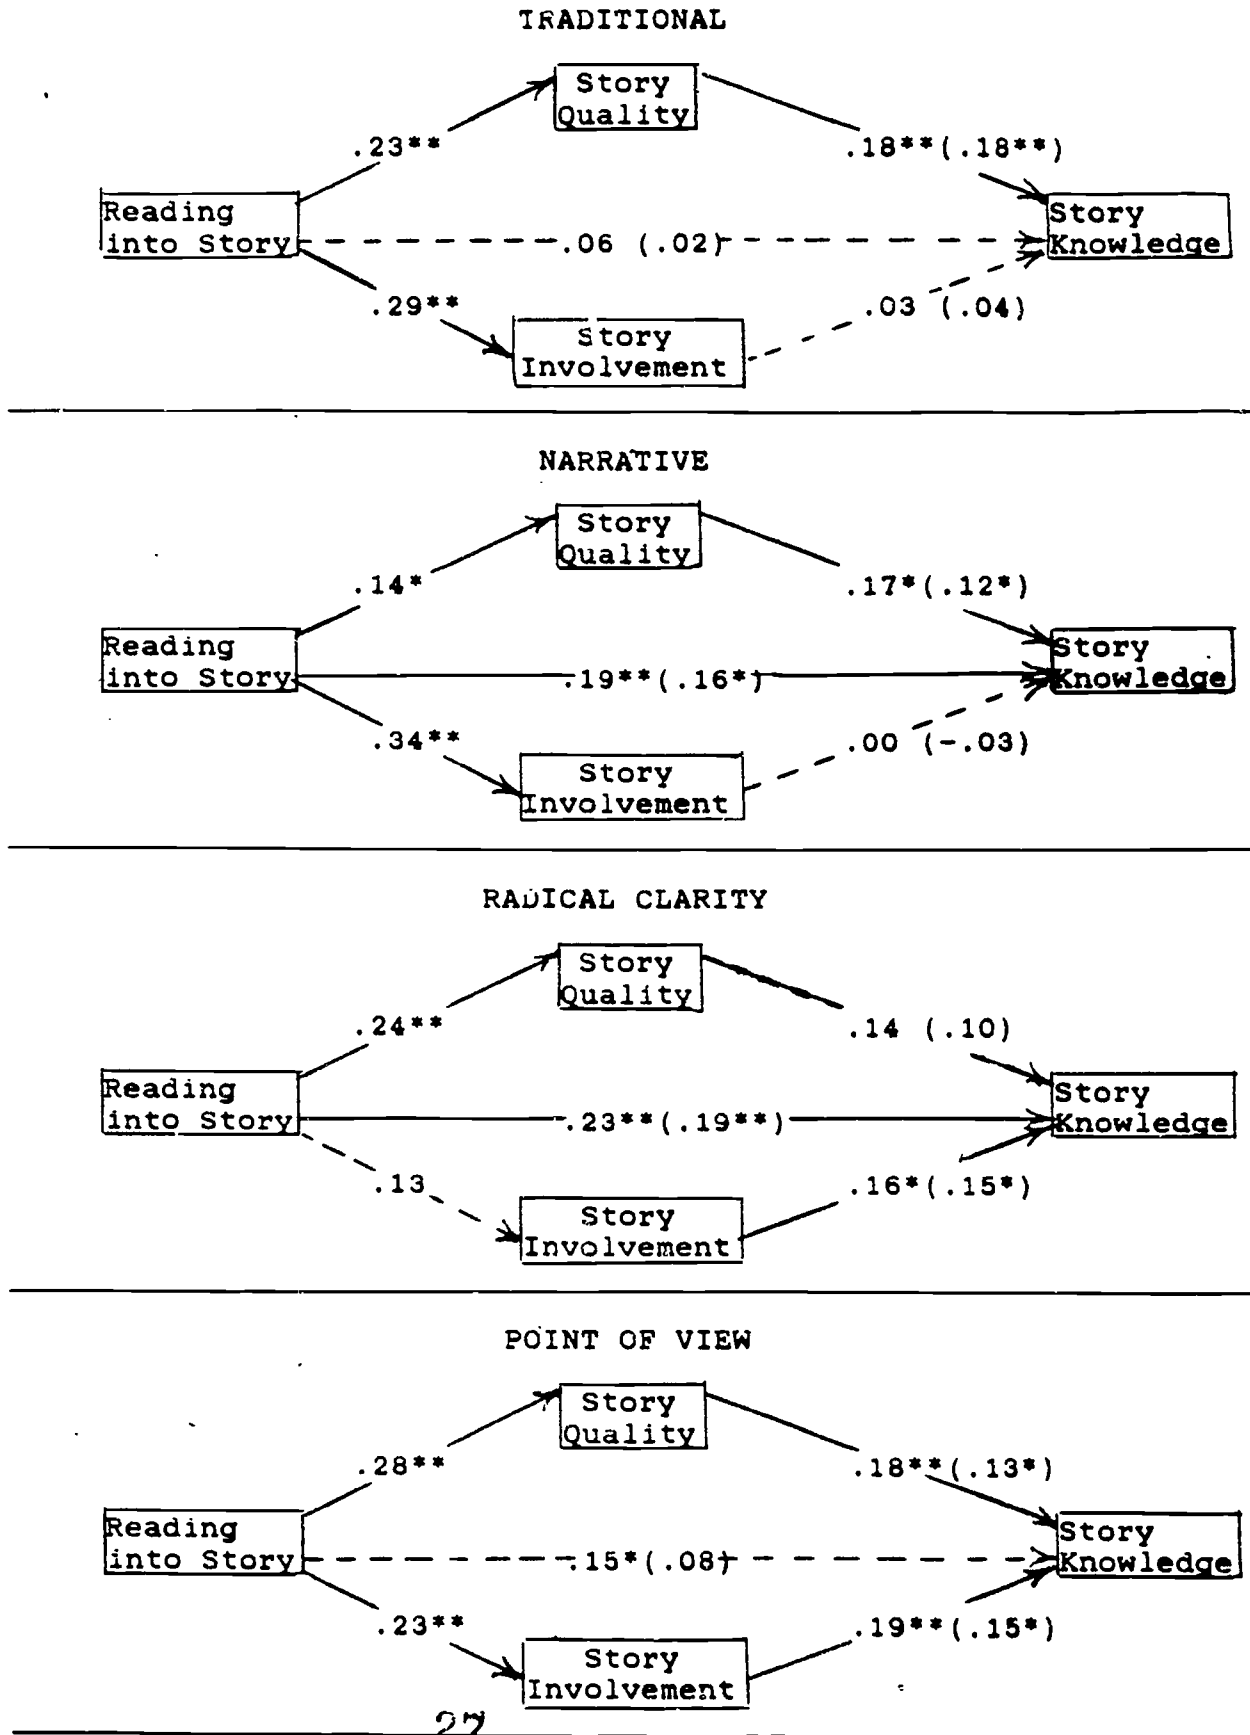 TRADITIONAL
Story
Quality
.23**
.18**(.18**)
Reading
into Story
.06 (.02)
Story
Knowledge
.29**
.03 (.04)
Story
Involvement
NARRATIVE
Story
Quality
.14*
.17*(.12*)
Reading
into Story
.19**(.16*)
Story
Knowledge
.34**
.00 (-.03)
Story
Involvement
RADICAL CLARITY
Story
Quality
.24**
.14 (.10)
Reading
into Story
.23**(.19**)
Story
Knowledge
.13
.16*(.15*)
Story
Involvement
POINT OF VIEW
Story
Quality
.28**
.18**(.13*)
Reading
into Story
.15*(.08)
Story
Knowledge
.23**
.19**(.15*)
Story
Involvement